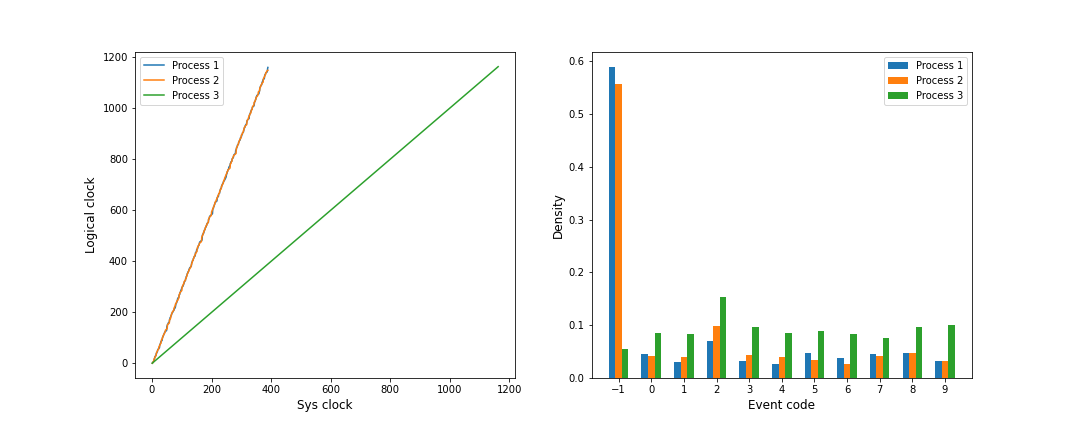 1200
1000
800
600
400
200
0
Logical clock
Process 1
Process 2
Process 3
0 200 400 600 800 1000 1200
Sys clock
0.6
0.5
0.4
0.3
0.2
0.1
0.0
Density
Process 1
Process 2
Process 3
−1 0 1 2 3 4 5 6 7 8 9
Event code